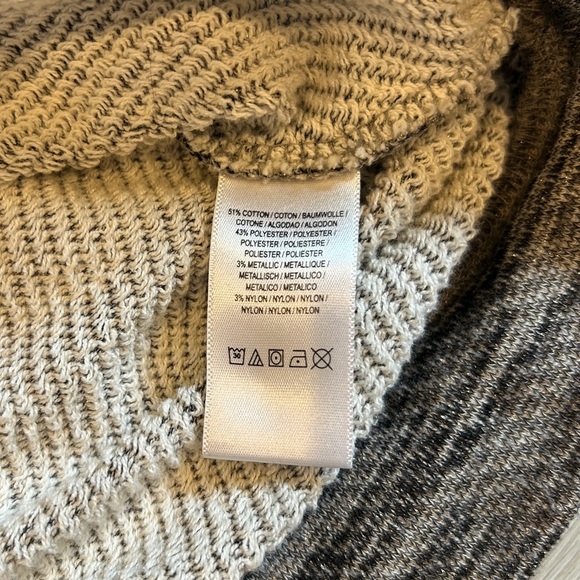 51% COTTON / COTON / BAUMWOLLE /
COTONE / ALGODAO / ALGODON
43% POLYESTER / POLYESTER /
POLYESTER / POLIESTERE /
POLIESTER / POLIESTER
3% METALLIC / METALLIQUE /
METALLISCH / METALLICO /
METALICO / METALICO
3% NYLON / NYLON / NYLON /
NYLON / NYLON / NYLON
30